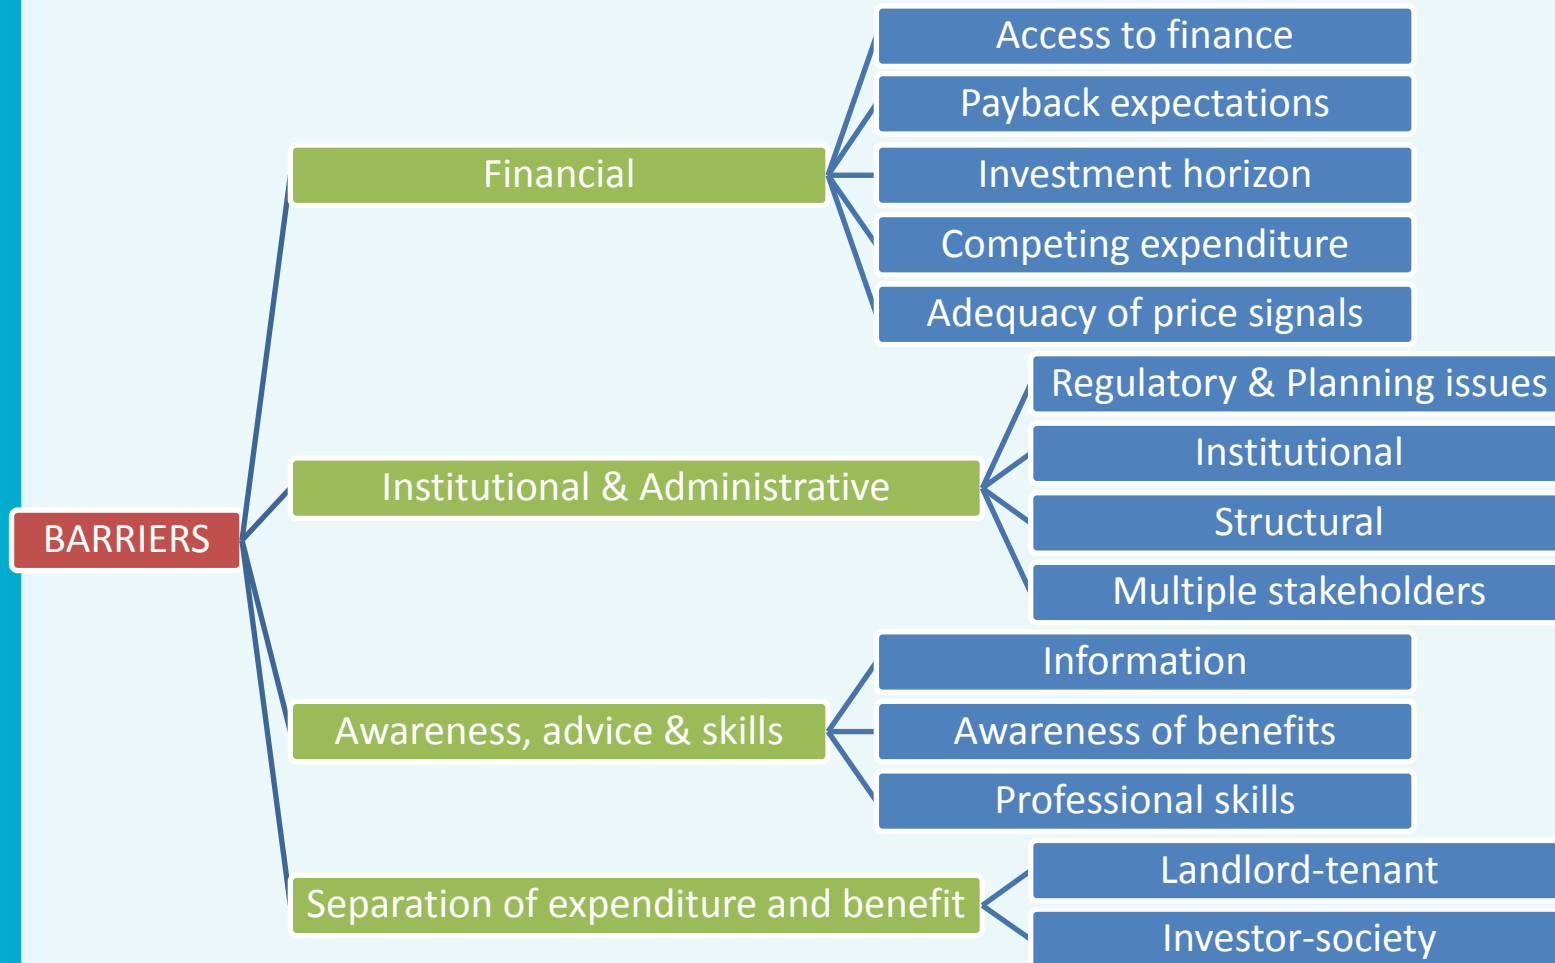 BARRIERS
Financial
Access to finance
Payback expectations
Investment horizon
Competing expenditure
Adequacy of price signals
Institutional & Administrative
Regulatory & Planning issues
Institutional
Structural
Multiple stakeholders
Awareness, advice & skills
Information
Awareness of benefits
Professional skills
Separation of expenditure and benefit
Landlord-tenant
Investor-society